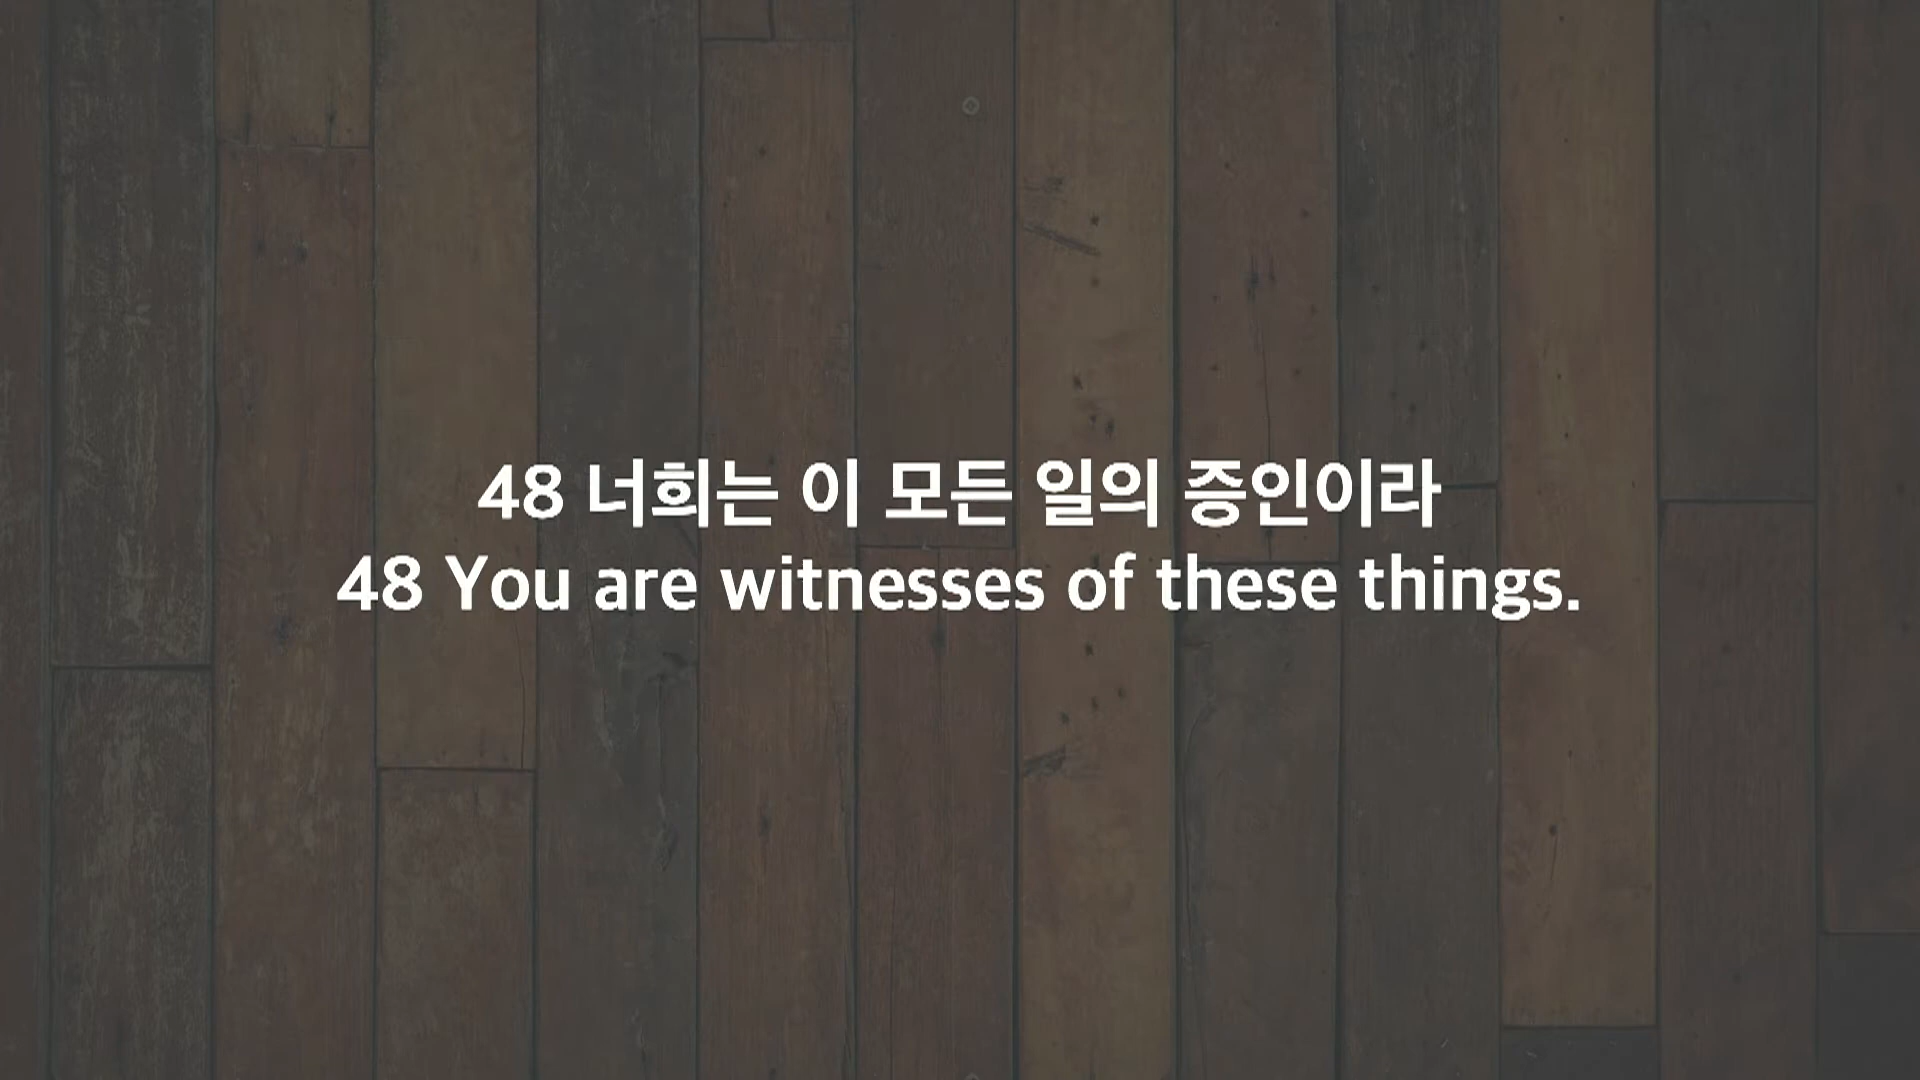 48 너희는 이 모든 일의 증인이라
48 You are witnesses of these things.